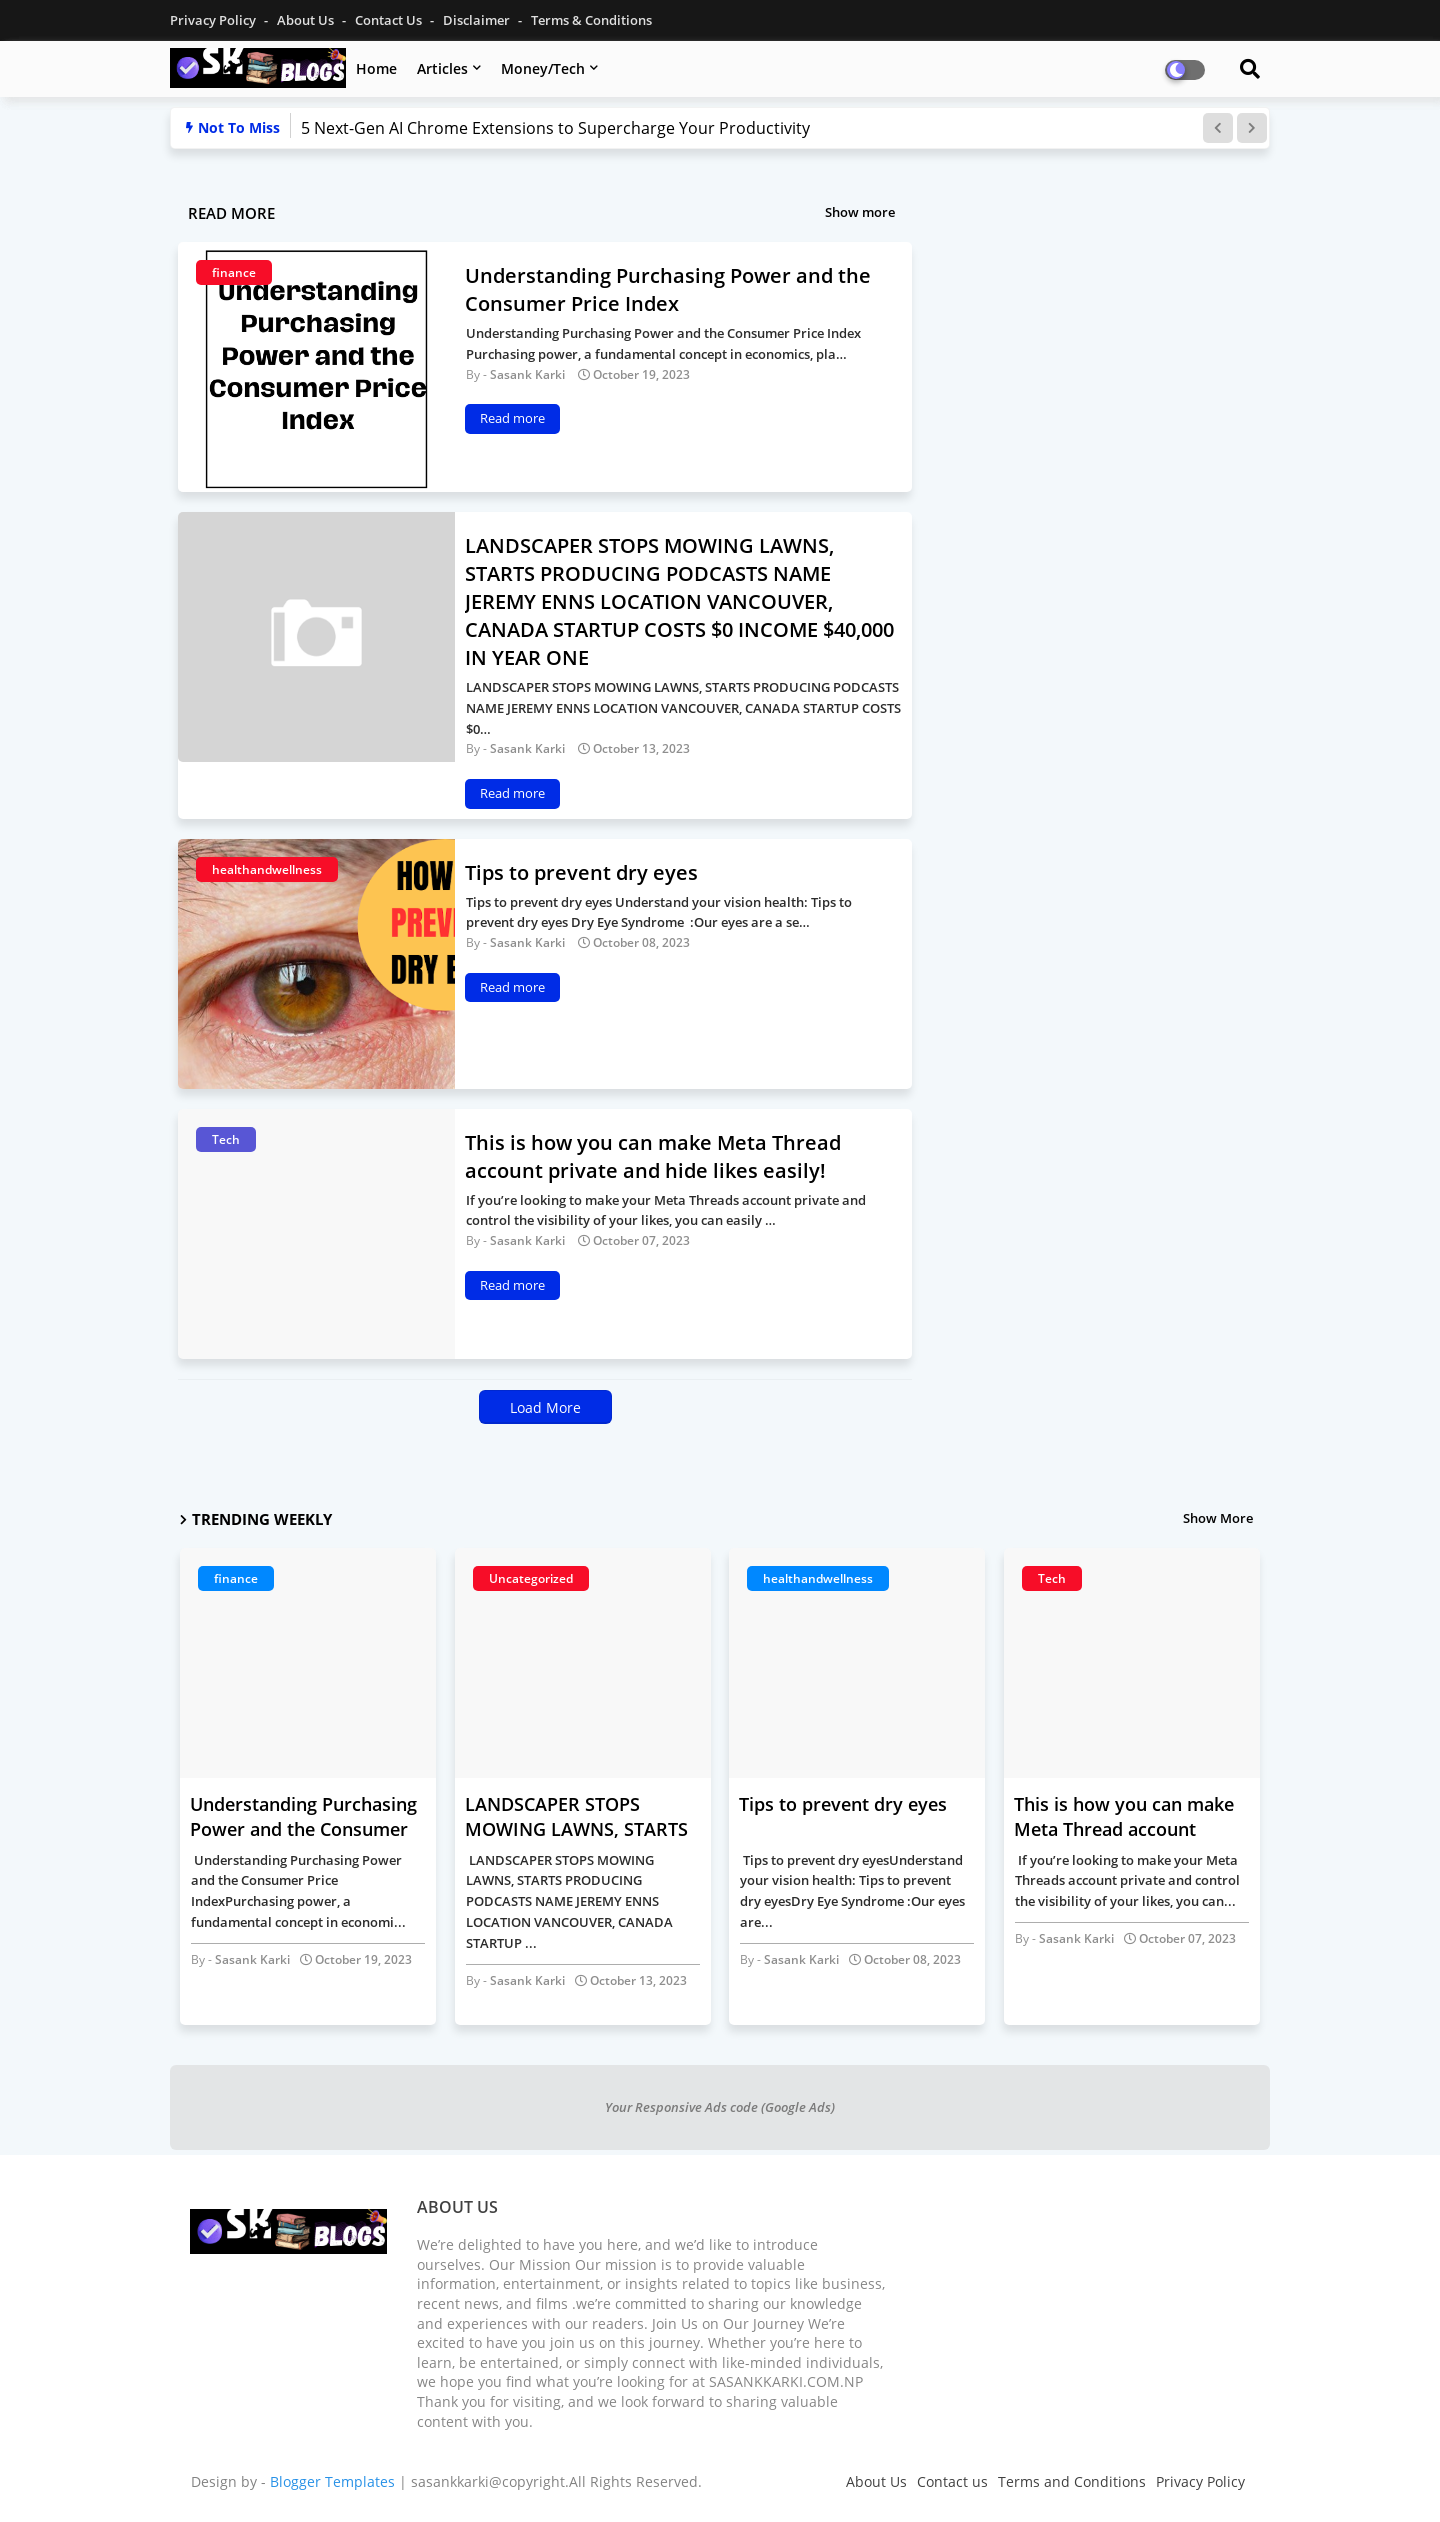 Privacy Policy - About Us - Contact Us - Disclaimer - Terms & Conditions
SK BLOGS
Home Articles Money/Tech
Not To Miss 5 Next-Gen AI Chrome Extensions to Supercharge Your Productivity
READ MORE Show more
finance
Understanding
Purchasing
Power and the
Consumer Price
Index
Understanding Purchasing Power and the
Consumer Price Index
Understanding Purchasing Power and the Consumer Price Index
Purchasing power, a fundamental concept in economics, pla...
By - Sasank Karki October 19, 2023
Read more
LANDSCAPER STOPS MOWING LAWNS,
STARTS PRODUCING PODCASTS NAME
JEREMY ENNS LOCATION VANCOUVER,
CANADA STARTUP COSTS $0 INCOME $40,000
IN YEAR ONE
LANDSCAPER STOPS MOWING LAWNS, STARTS PRODUCING PODCASTS
NAME JEREMY ENNS LOCATION VANCOUVER, CANADA STARTUP COSTS
$0...
By - Sasank Karki October 13, 2023
Read more
healthandwellness
HOW
PREV
DRY E
Tips to prevent dry eyes
Tips to prevent dry eyes Understand your vision health: Tips to
prevent dry eyes Dry Eye Syndrome :Our eyes are a se...
By - Sasank Karki October 08, 2023
Read more
Tech
This is how you can make Meta Thread
account private and hide likes easily!
If you’re looking to make your Meta Threads account private and
control the visibility of your likes, you can easily ...
By - Sasank Karki October 07, 2023
Read more
Load More
TRENDING WEEKLY Show More
finance
Understanding Purchasing
Power and the Consumer
Understanding Purchasing Power
and the Consumer Price
IndexPurchasing power, a
fundamental concept in economi...
By - Sasank Karki October 19, 2023
Uncategorized
LANDSCAPER STOPS
MOWING LAWNS, STARTS
LANDSCAPER STOPS MOWING
LAWNS, STARTS PRODUCING
PODCASTS NAME JEREMY ENNS
LOCATION VANCOUVER, CANADA
STARTUP ...
By - Sasank Karki October 13, 2023
healthandwellness
Tips to prevent dry eyes
Tips to prevent dry eyesUnderstand
your vision health: Tips to prevent
dry eyesDry Eye Syndrome :Our eyes
are...
By - Sasank Karki October 08, 2023
Tech
This is how you can make
Meta Thread account
If you’re looking to make your Meta
Threads account private and control
the visibility of your likes, you can...
By - Sasank Karki October 07, 2023
Your Responsive Ads code (Google Ads)
SK BLOGS
ABOUT US
We’re delighted to have you here, and we’d like to introduce
ourselves. Our Mission Our mission is to provide valuable
information, entertainment, or insights related to topics like business,
recent news, and films .we’re committed to sharing our knowledge
and experiences with our readers. Join Us on Our Journey We’re
excited to have you join us on this journey. Whether you’re here to
learn, be entertained, or simply connect with like-minded individuals,
we hope you find what you’re looking for at SASANKKARKI.COM.NP
Thank you for visiting, and we look forward to sharing valuable
content with you.
Design by - Blogger Templates | sasankkarki@copyright.All Rights Reserved.
About Us Contact us Terms and Conditions Privacy Policy